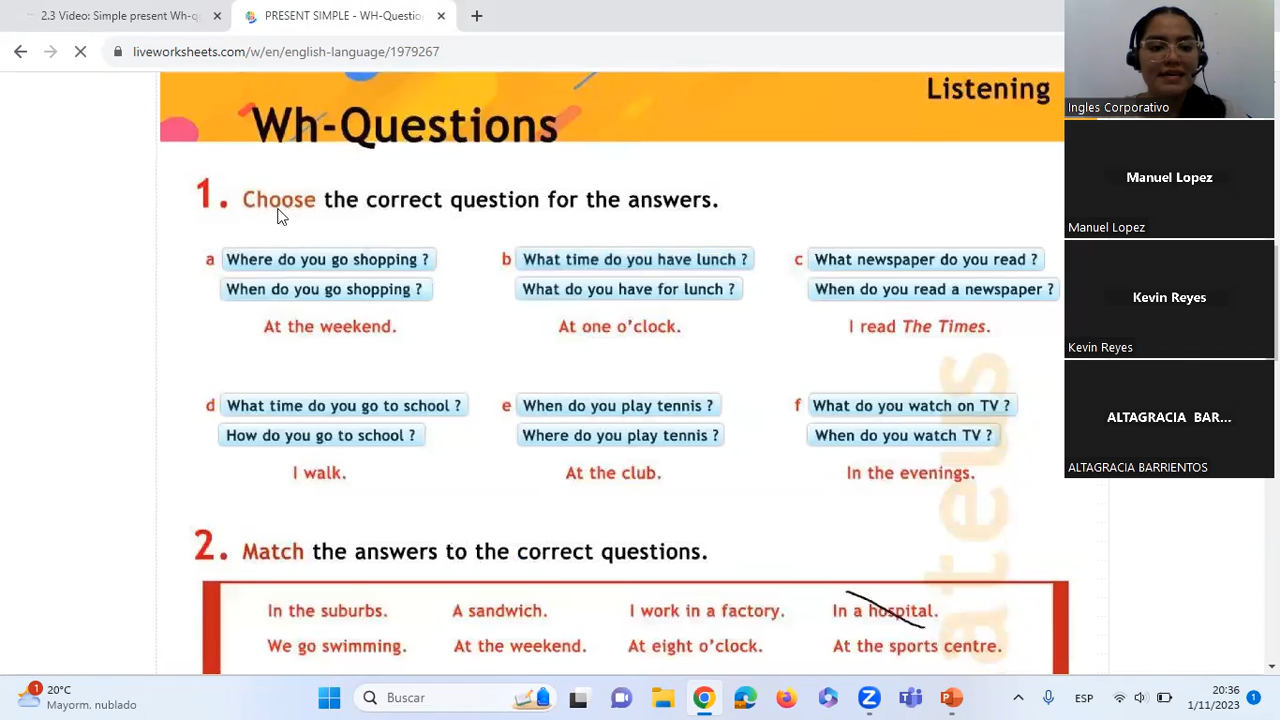 2.3 Video: Simple present Wh-q
PRESENT SIMPLE - WH-Questio
liveworksheets.com/w/en/english-language/1979267
Listening
Wh-Questions
1. Choose the correct question for the answers.
a Where do you go shopping ?
When do you go shopping ?
At the weekend.
b What time do you have lunch ?
What do you have for lunch ?
At one o'clock.
c What newspaper do you read ?
When do you read a newspaper ?
I read The Times.
d What time do you go to school ?
How do you go to school ?
I walk.
e When do you play tennis ?
Where do you play tennis ?
At the club.
f What do you watch on TV ?
When do you watch TV ?
In the evenings.
2. Match the answers to the correct questions.
In the suburbs. A sandwich. I work in a factory. In a hospital.
We go swimming. At the weekend. At eight o'clock. At the sports centre.
Ingles Corporativo
Manuel Lopez
Manuel Lopez
Kevin Reyes
Kevin Reyes
ALTAGRACIA BAR...
ALTAGRACIA BARRIENTOS
1
20°C
Mayorm. nublado
Buscar
ESP
20:36
1/11/2023
1